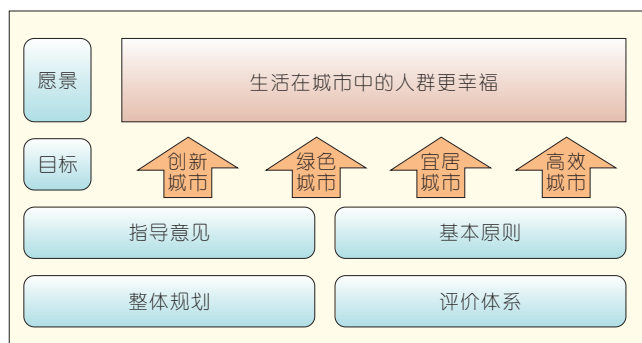 愿景
生活在城市中的人群更幸福
目标
创新
城市
绿色
城市
宜居
城市
高效
城市
指导意见
基本原则
整体规划
评价体系